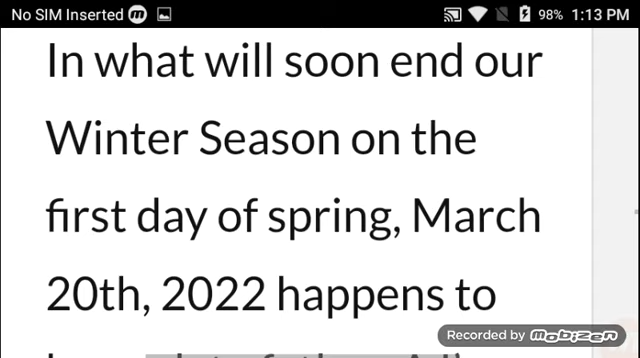 No SIM Inserted
98% 1:13 PM
In what will soon end our
Winter Season on the
first day of spring, March
20th, 2022 happens to
Recorded by Mobizen